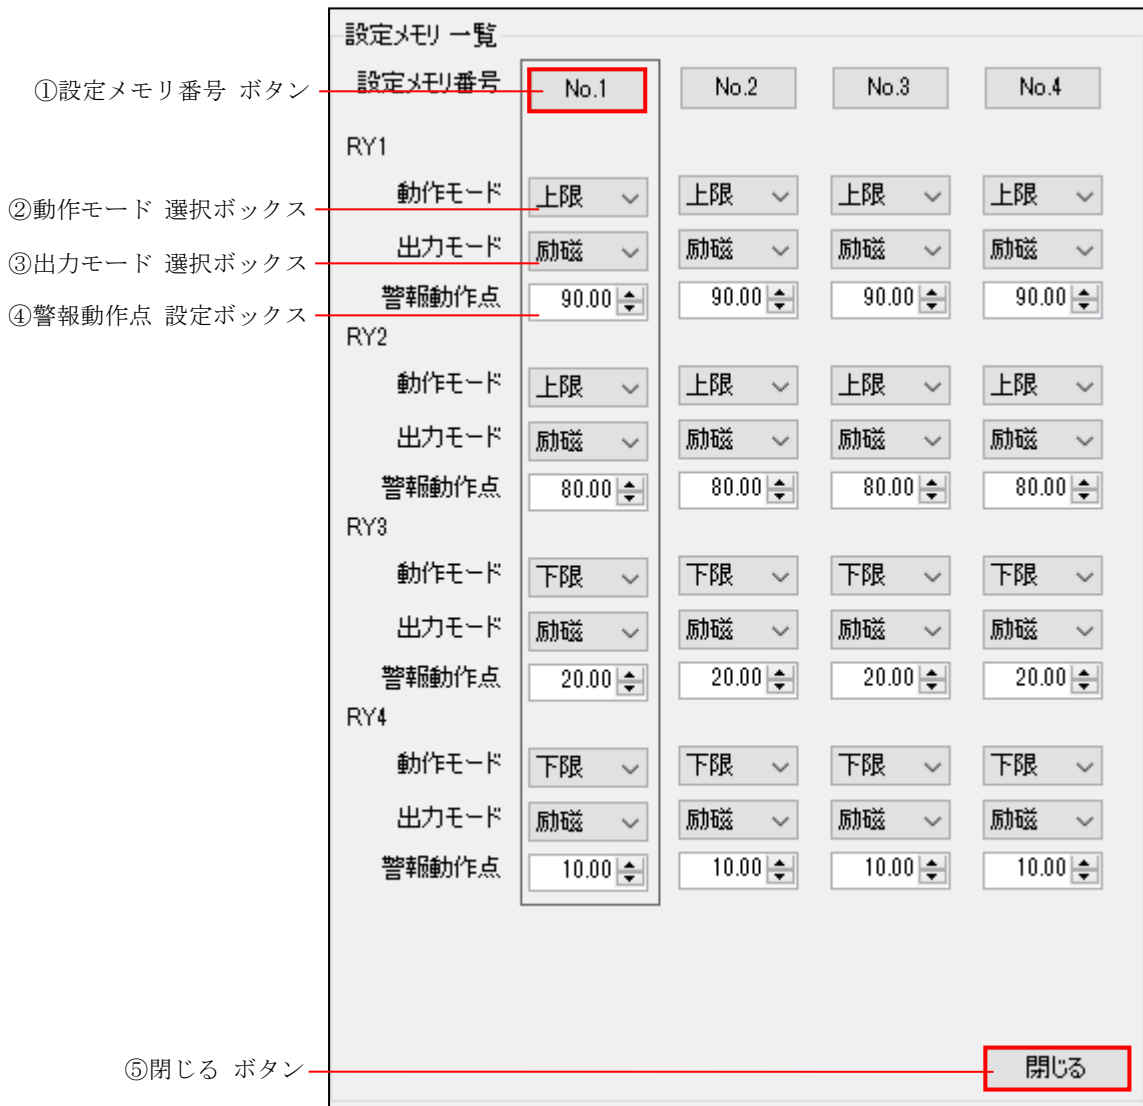 設定メモリ 一覧
①設定メモリ番号 ボタン 設定メモリ番号 No.1 No.2 No.3 No.4
RY1
②動作モード 選択ボックス 動作モード 上限 上限 上限 上限
③出力モード 選択ボックス 出力モード 励磁 励磁 励磁 励磁
④警報動作点 設定ボックス 警報動作点 90.00 90.00 90.00 90.00
RY2
動作モード 上限 上限 上限 上限
出力モード 励磁 励磁 励磁 励磁
警報動作点 80.00 80.00 80.00 80.00
RY3
動作モード 下限 下限 下限 下限
出力モード 励磁 励磁 励磁 励磁
警報動作点 20.00 20.00 20.00 20.00
RY4
動作モード 下限 下限 下限 下限
出力モード 励磁 励磁 励磁 励磁
警報動作点 10.00 10.00 10.00 10.00
⑤閉じる ボタン 閉じる